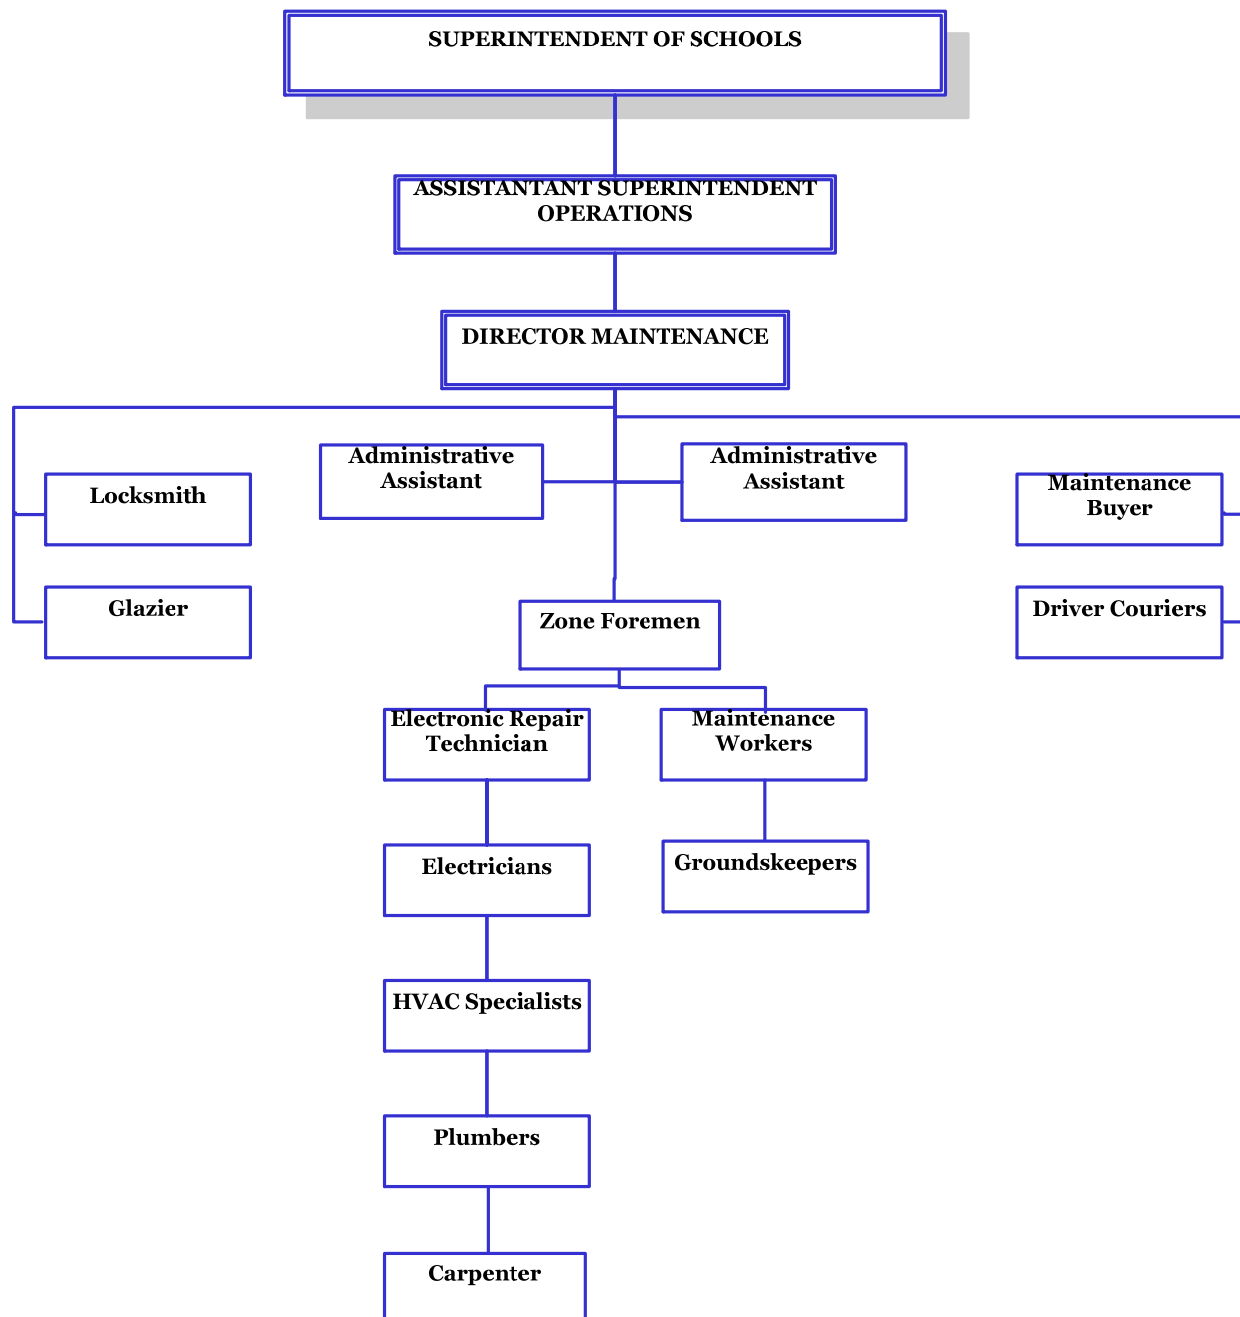 SUPERINTENDENT OF SCHOOLS
ASSISTANTANT SUPERINTENDENT
OPERATIONS
DIRECTOR MAINTENANCE
Administrative
Assistant
Administrative
Assistant
Locksmith
Maintenance
Buyer
Glazier
Driver Couriers
Zone Foremen
Electronic Repair
Technician
Maintenance
Workers
Electricians
Groundskeepers
HVAC Specialists
Plumbers
Carpenter